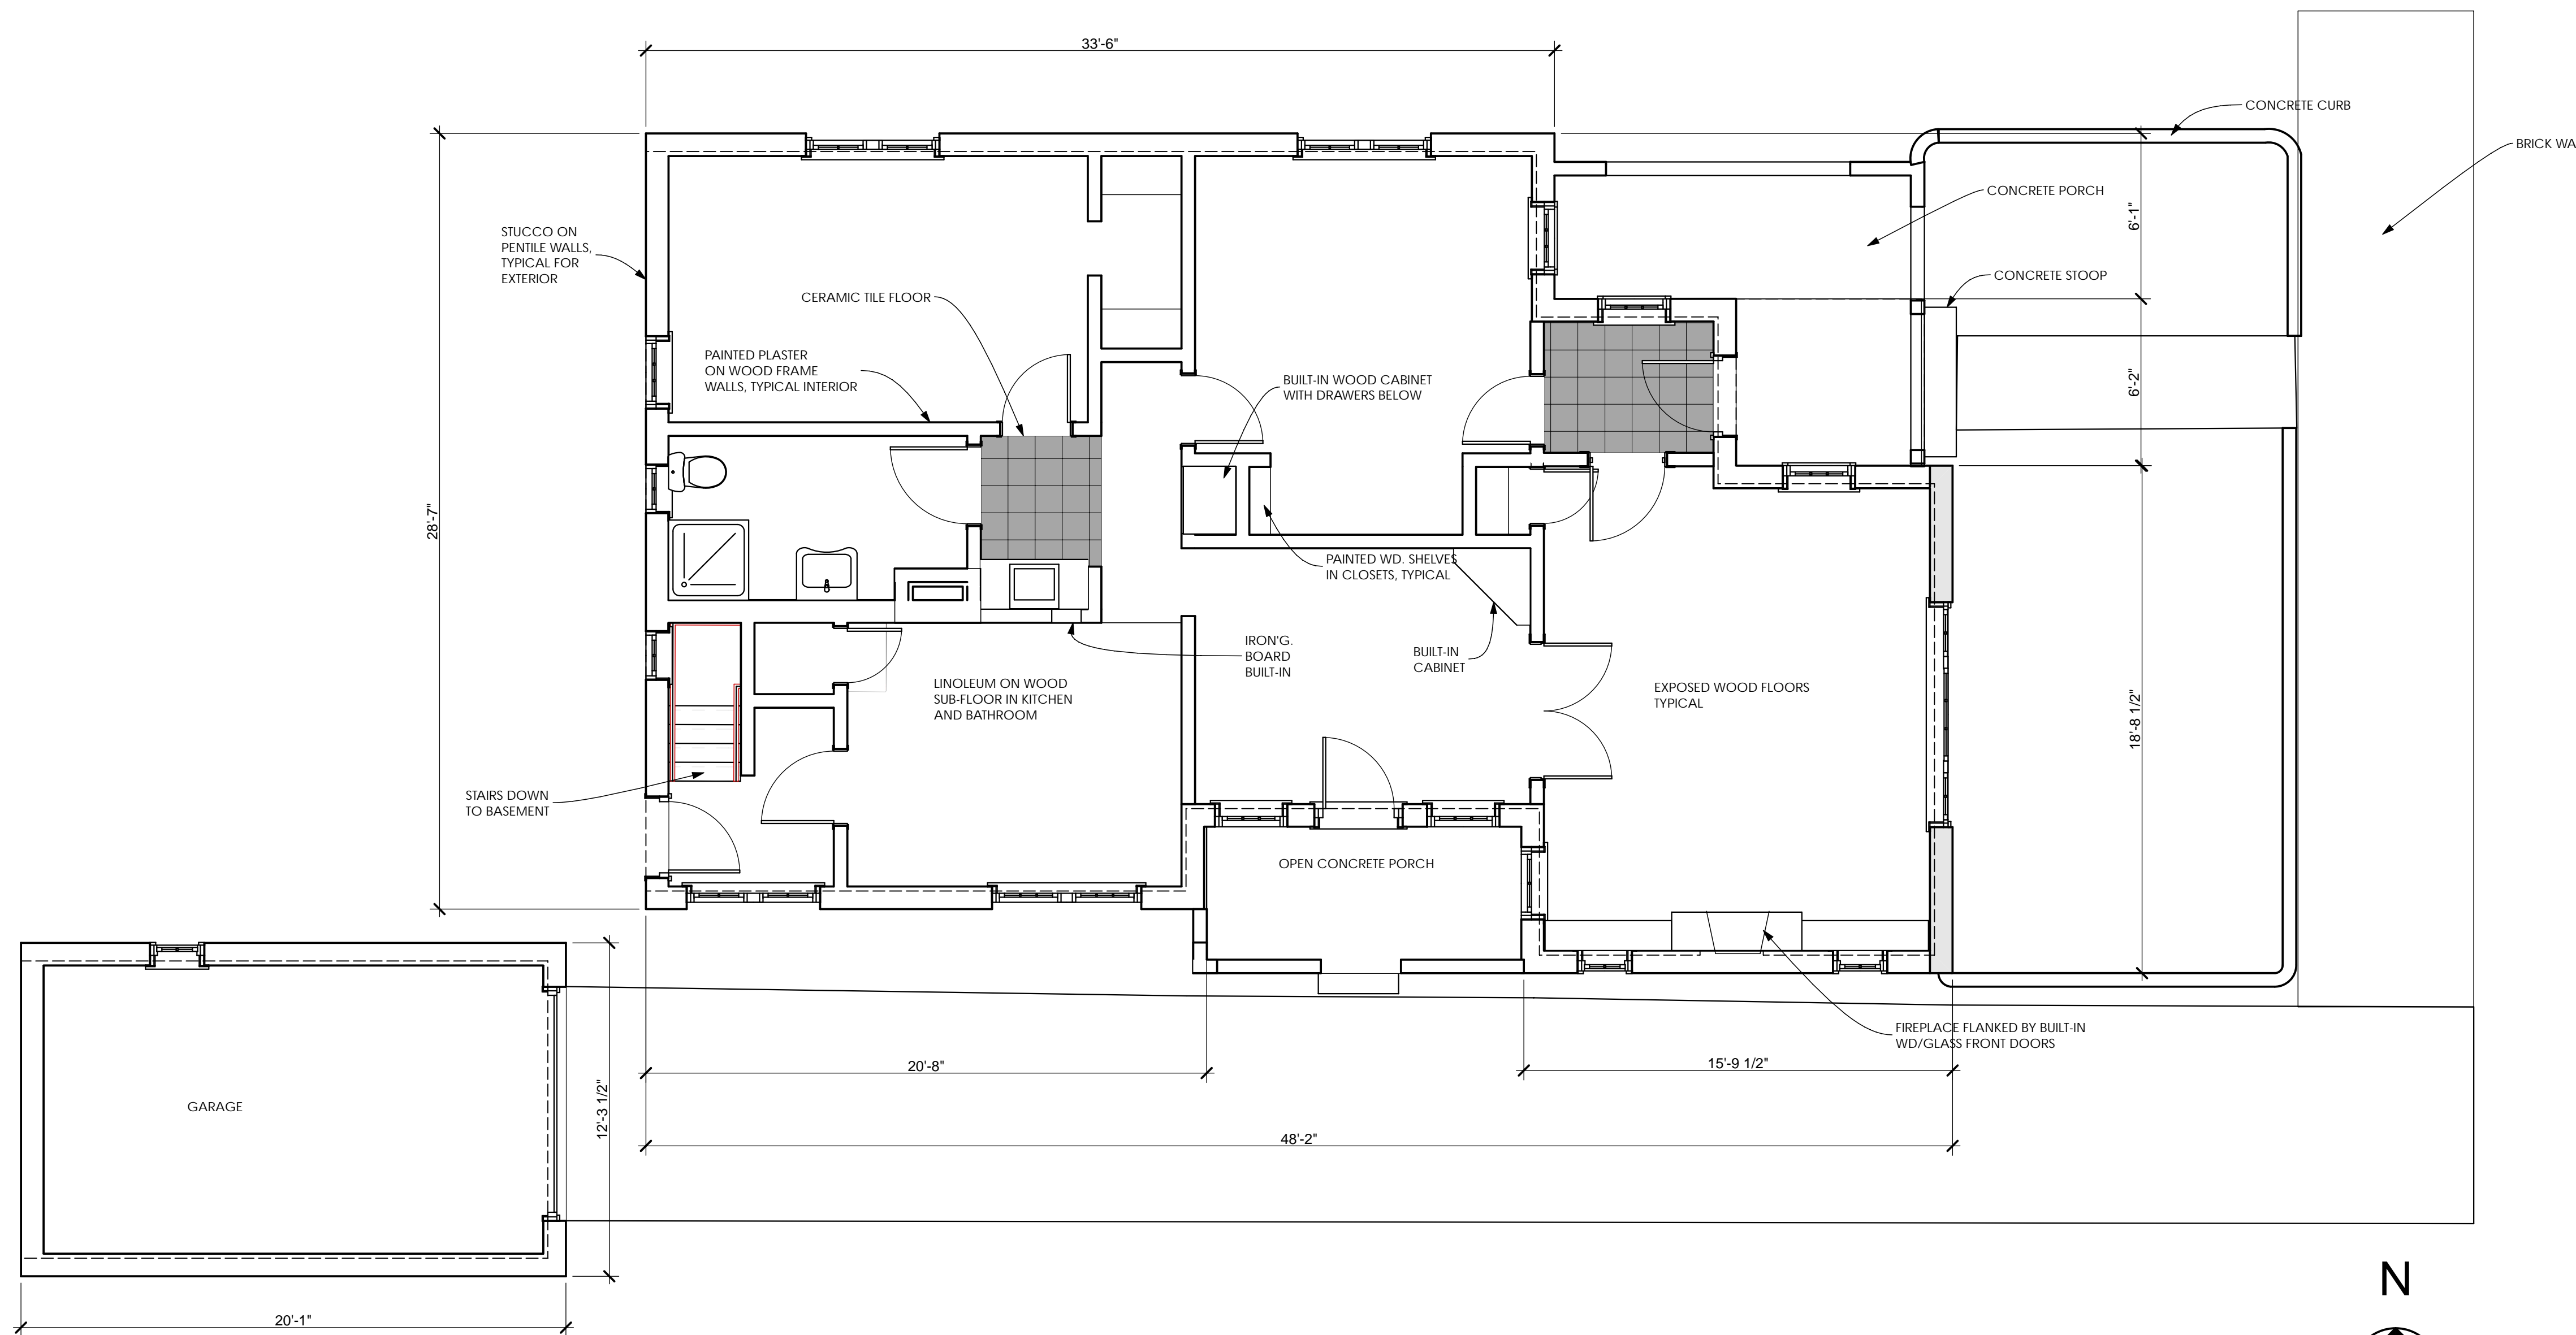 33'-6"
CONCRETE CURB
BRICK WA
CONCRETE PORCH
6'-1"
STUCCO ON
PENTILE WALLS,
TYPICAL FOR
EXTERIOR
CONCRETE STOOP
CERAMIC TILE FLOOR
PAINTED PLASTER
ON WOOD FRAME
WALLS, TYPICAL INTERIOR
BUILT-IN WOOD CABINET
WITH DRAWERS BELOW
6'-2"
28'-7"
PAINTED WD. SHELVES
IN CLOSETS, TYPICAL
IRON'G.
BOARD
BUILT-IN
BUILT-IN
CABINET
LINOLEUM ON WOOD
SUB-FLOOR IN KITCHEN
AND BATHROOM
EXPOSED WOOD FLOORS
TYPICAL
18'-8 1/2"
STAIRS DOWN
TO BASEMENT
OPEN CONCRETE PORCH
FIREPLACE FLANKED BY BUILT-IN
WD/GLASS FRONT DOORS
20'-8"
15'-9 1/2"
GARAGE
12'-3 1/2"
48'-2"
N
20'-1"